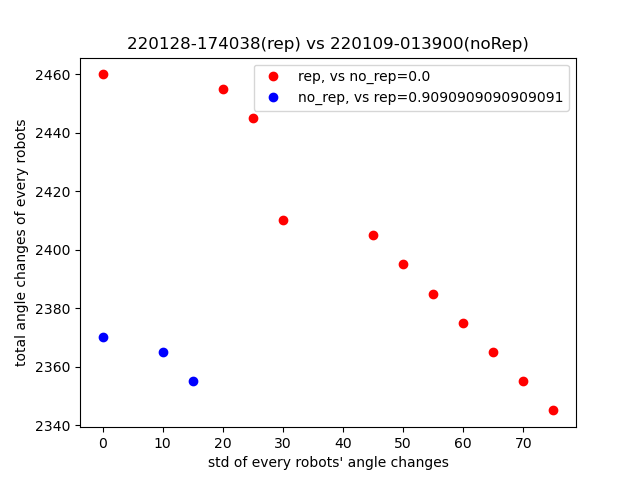 220128-174038(rep) vs 220109-013900(noRep)
rep, vs no_rep=0.0
no_rep, vs rep=0.9090909090909091
total angle changes of every robots
2460
2440
2420
2400
2380
2360
2340
0 10 20 30 40 50 60 70
std of every robots' angle changes